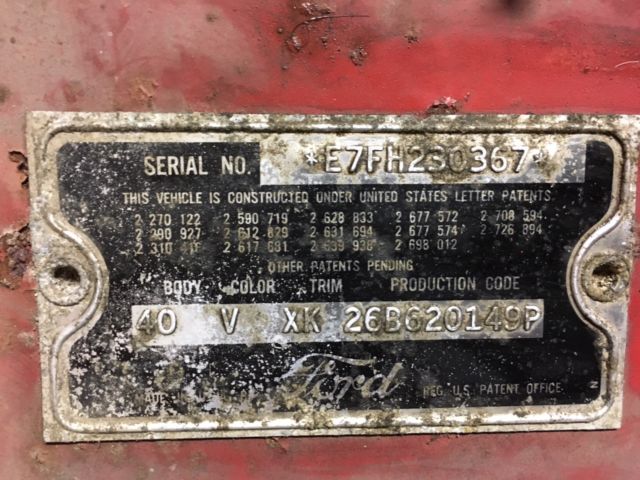 SERIAL NO. *E7FH230367*
THIS VEHICLE IS CONSTRUCTED UNDER UNITED STATES LETTER PATENTS
2 270 122 2 590 719 2 628 833 2 677 572 2 708 594
2 290 927 2 612 829 2 631 694 2 677 574 2 726 894
2 310 2 617 681 2 639 938 2 698 012
OTHER PATENTS PENDING
BODY COLOR TRIM PRODUCTION CODE
40 V XK 26B620149P
MADE Ford REG. U.S. PATENT OFFICE
N